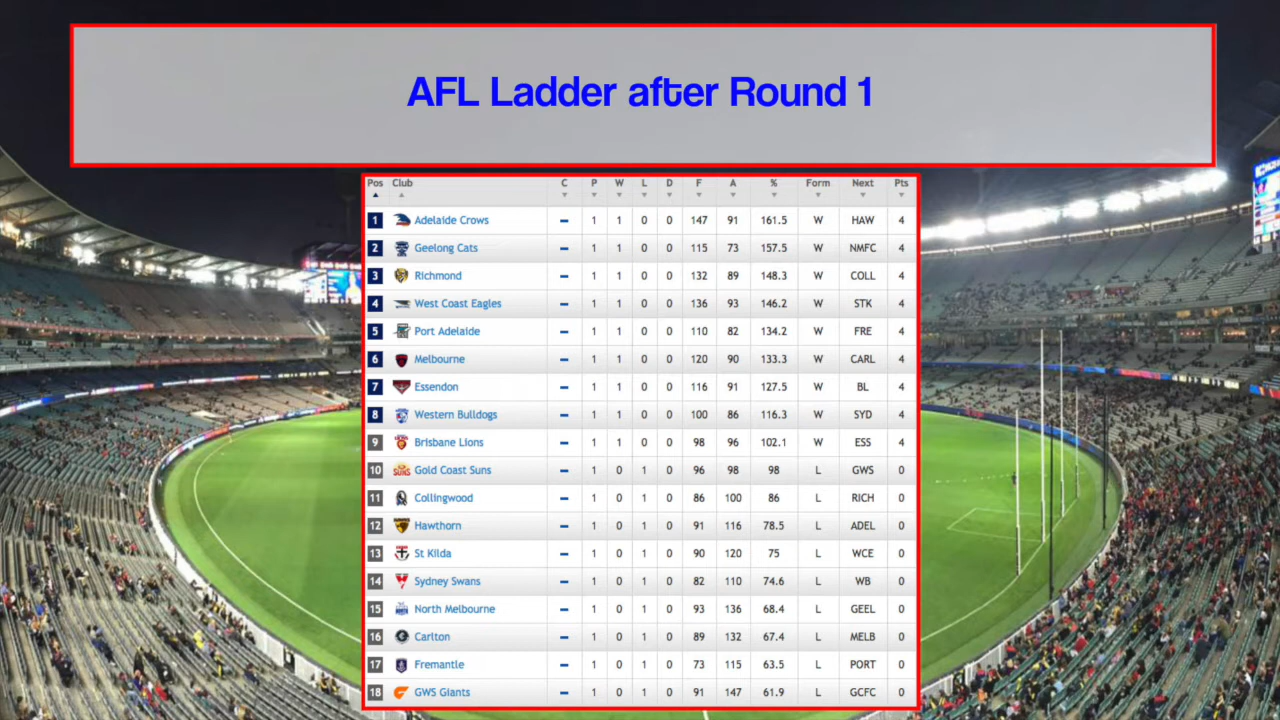 AFL Ladder after Round 1
Pos Club C P W L D F A % Form Next Pts
1 Adelaide Crows – 1 1 0 0 147 91 161.5 W HAW 4
2 Geelong Cats – 1 1 0 0 115 73 157.5 W NMFC 4
3 Richmond – 1 1 0 0 132 89 148.3 W COLL 4
4 West Coast Eagles – 1 1 0 0 136 93 146.2 W STK 4
5 Port Adelaide – 1 1 0 0 110 82 134.2 W FRE 4
6 Melbourne – 1 1 0 0 120 90 133.3 W CARL 4
7 Essendon – 1 1 0 0 116 91 127.5 W BL 4
8 Western Bulldogs – 1 1 0 0 100 86 116.3 W SYD 4
9 Brisbane Lions – 1 1 0 0 98 96 102.1 W ESS 4
10 Gold Coast Suns – 1 0 1 0 96 98 98 L GWS 0
11 Collingwood – 1 0 1 0 86 100 86 L RICH 0
12 Hawthorn – 1 0 1 0 91 116 78.5 L ADEL 0
13 St Kilda – 1 0 1 0 90 120 75 L WCE 0
14 Sydney Swans – 1 0 1 0 82 110 74.6 L WB 0
15 North Melbourne – 1 0 1 0 93 136 68.4 L GEEL 0
16 Carlton – 1 0 1 0 89 132 67.4 L MELB 0
17 Fremantle – 1 0 1 0 73 115 63.5 L PORT 0
18 GWS Giants – 1 0 1 0 91 147 61.9 L GCFC 0